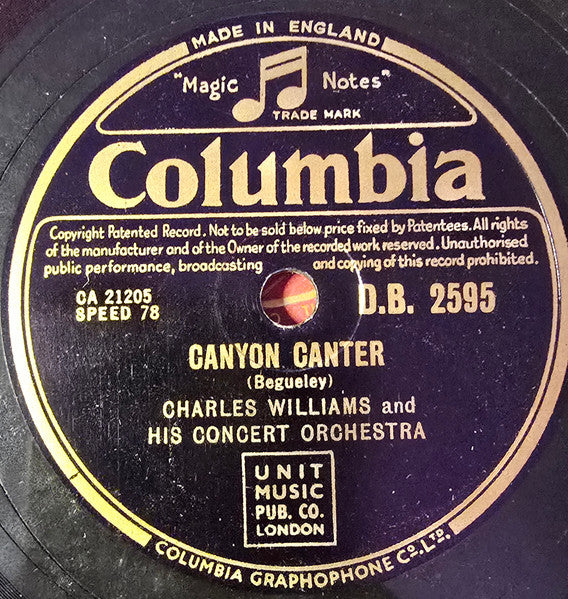 MADE IN ENGLAND
"Magic Notes"
TRADE MARK
Columbia
Copyright Patented Record. Not to be sold below price fixed by Patentees. All rights
of the manufacturer and of the Owner of the recorded work reserved. Unauthorised
public performance, broadcasting and copying of this record prohibited.
CA 21205
SPEED 78
D.B. 2595
CANYON CANTER
(Begueley)
CHARLES WILLIAMS and
HIS CONCERT ORCHESTRA
UNIT
MUSIC
PUB. CO.
LONDON
COLUMBIA GRAPHOPHONE CO. LTD.